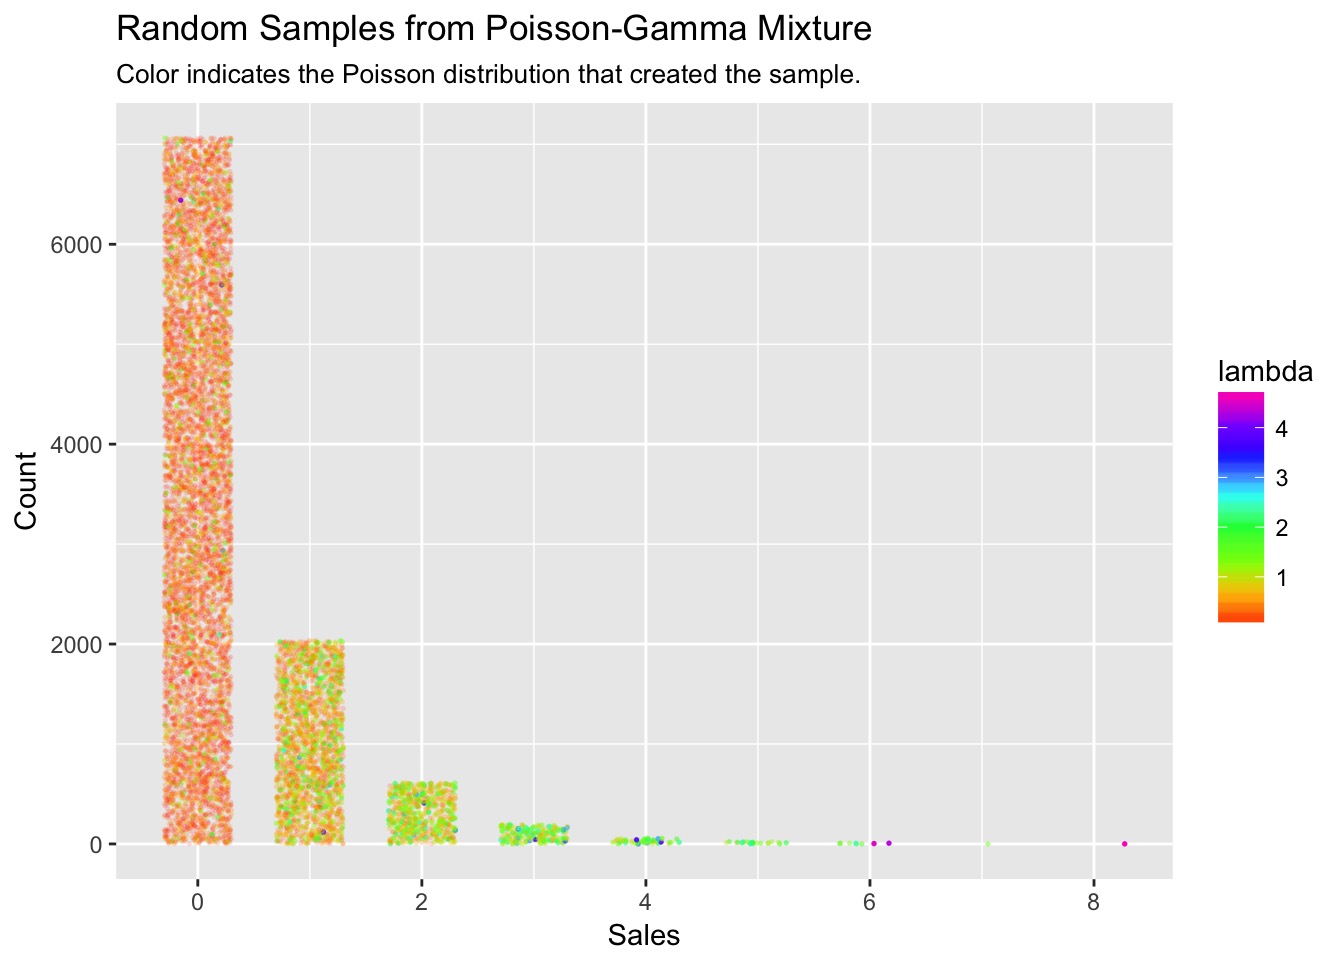 Random Samples from Poisson-Gamma Mixture
Color indicates the Poisson distribution that created the sample.
6000
4000
2000
0
Count
0 2 4 6 8
Sales
lambda
4
3
2
1